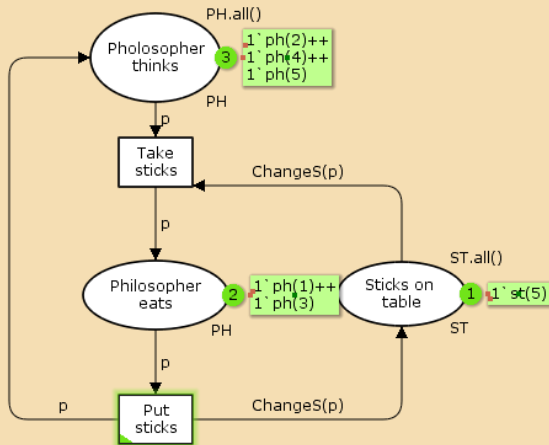 PH.all()
Pholosopher
thinks
3
1`ph(2)++
1`ph(4)++
1`ph(5)
PH
p
Take
sticks
ChangeS(p)
p
ST.all()
Philosopher
eats
2
1`ph(1)++
1`ph(3)
Sticks on
table
1
1`st(5)
PH
ST
p
p
Put
sticks
ChangeS(p)